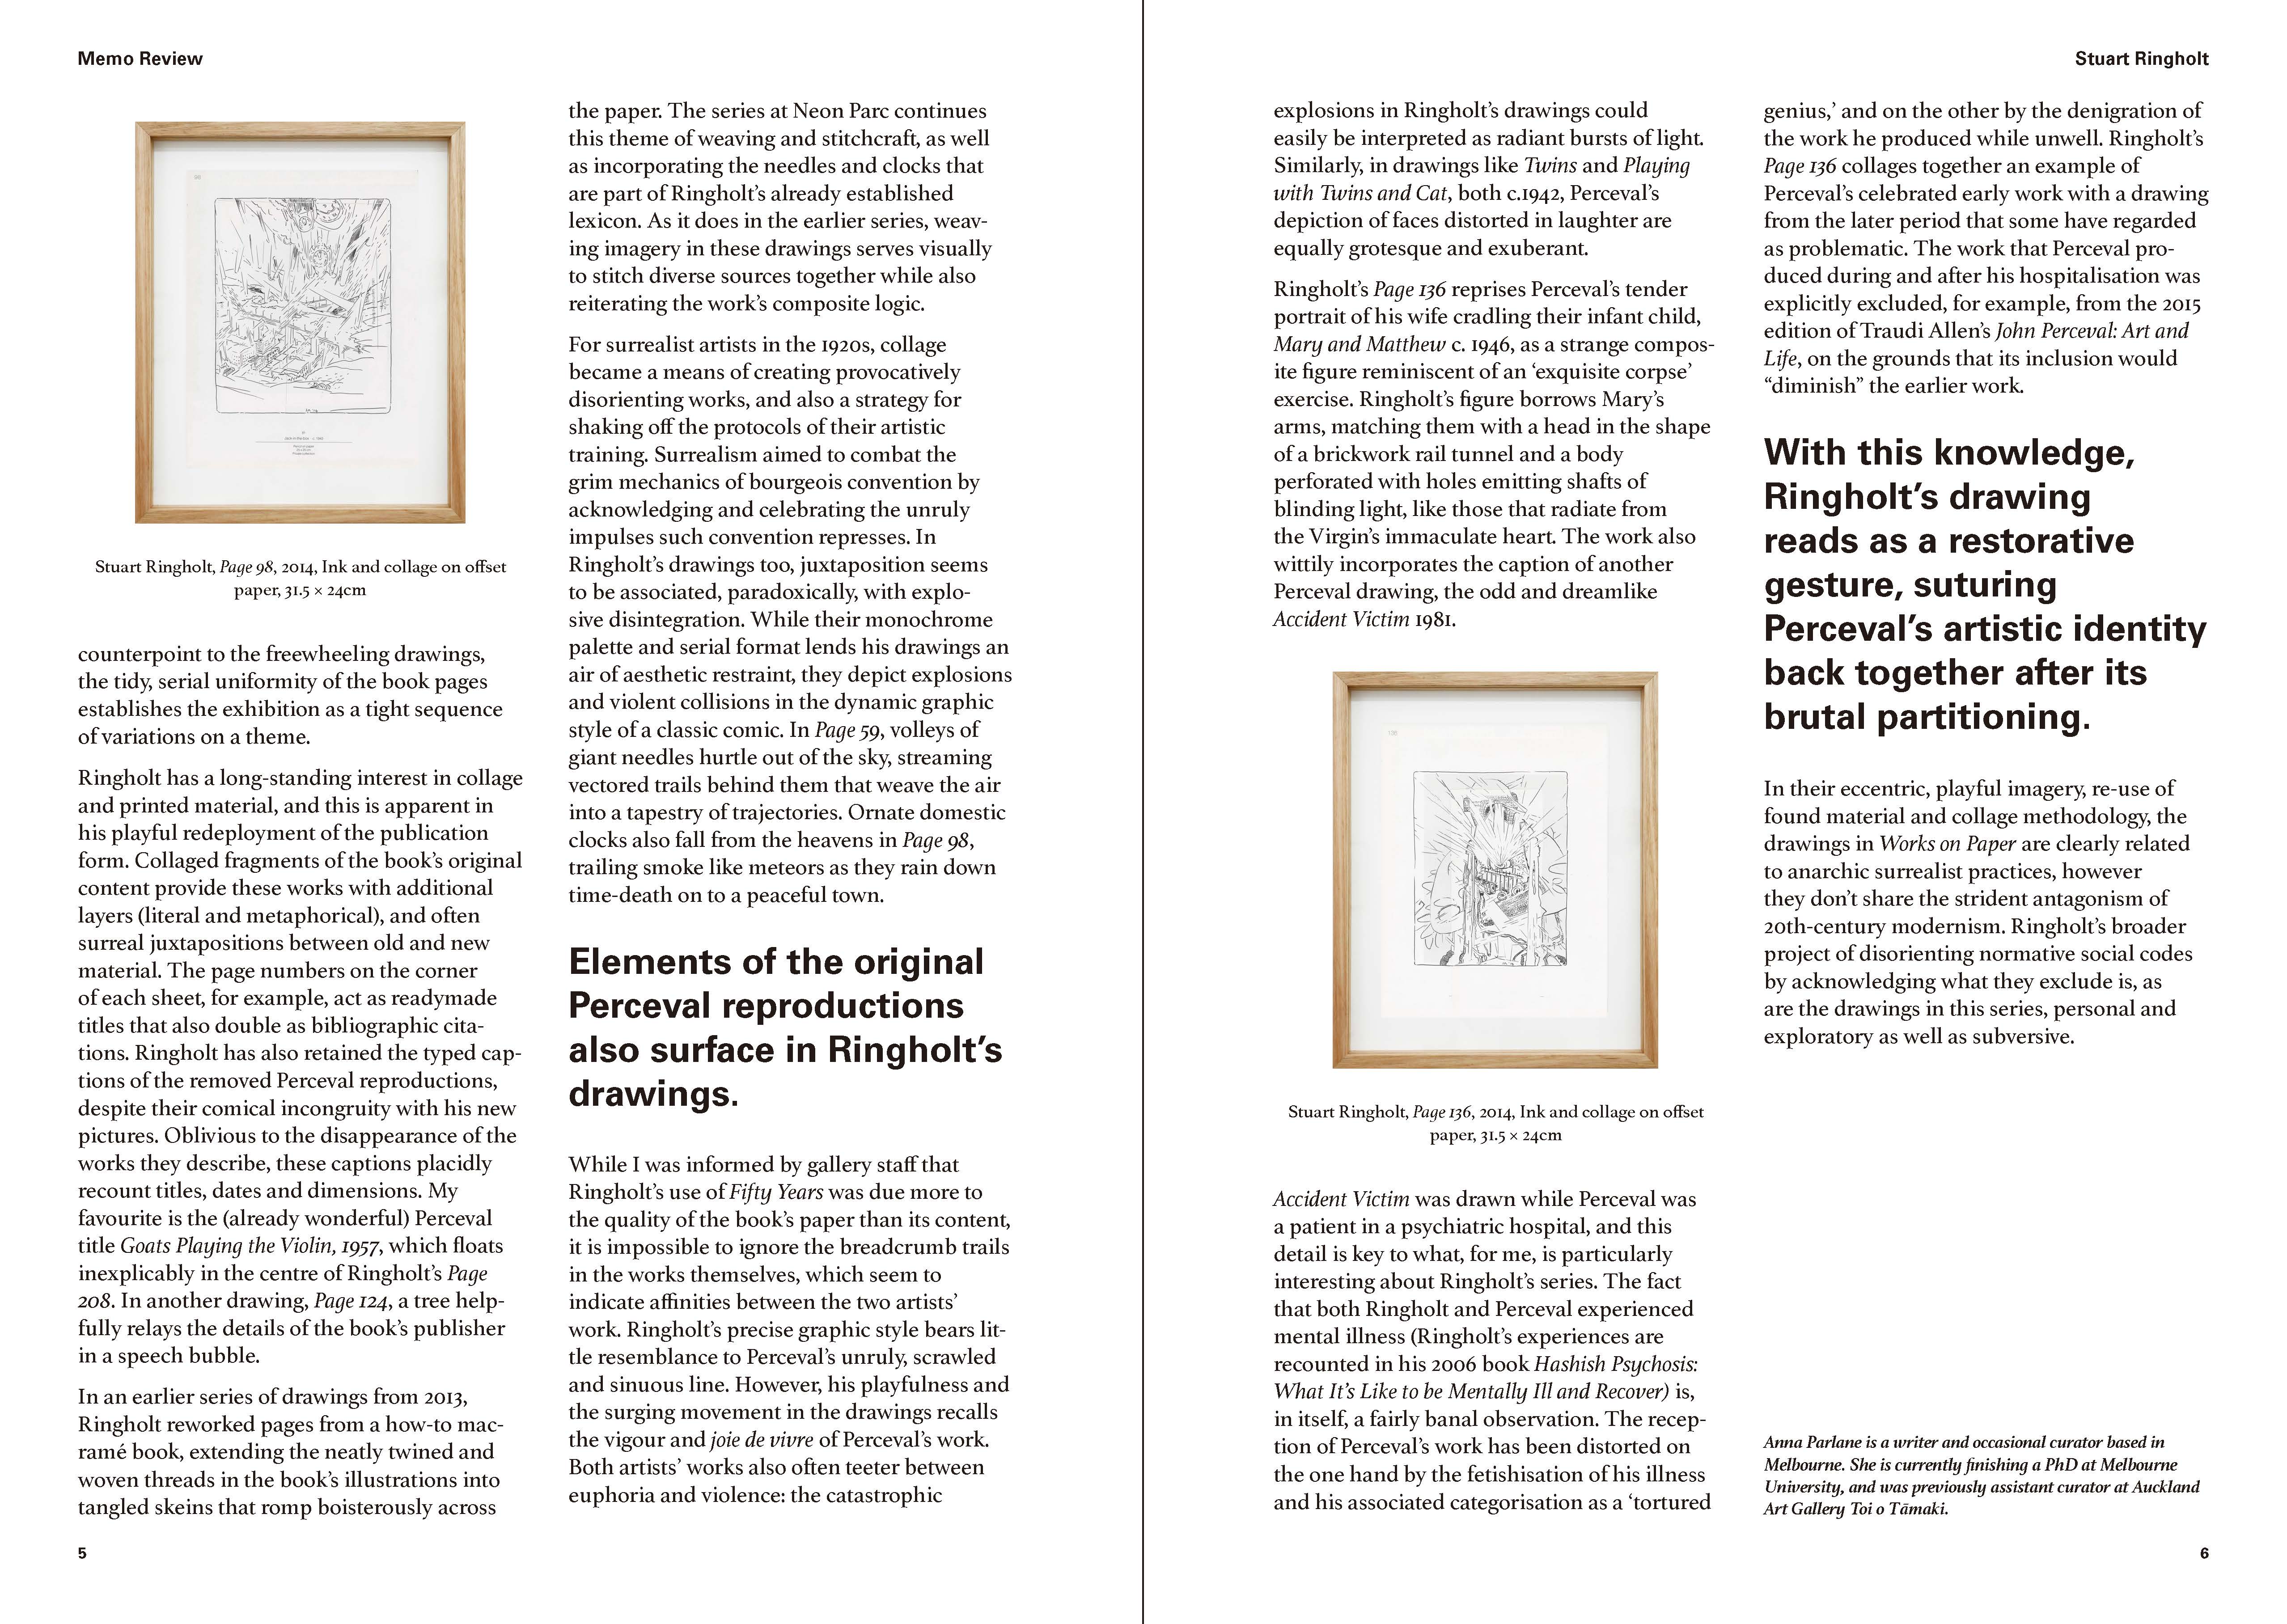 Memo Review
Stuart Ringholt, Page 98, 2014, Ink and collage on offset
paper, 31.5 × 24cm
counterpoint to the freewheeling drawings,
the tidy, serial uniformity of the book pages
establishes the exhibition as a tight sequence
of variations on a theme.
Ringholt has a long-standing interest in collage
and printed material, and this is apparent in
his playful redeployment of the publication
form. Collaged fragments of the book’s original
content provide these works with additional
layers (literal and metaphorical), and often
surreal juxtapositions between old and new
material. The page numbers on the corner
of each sheet, for example, act as readymade
titles that also double as bibliographic cita-
tions. Ringholt has also retained the typed cap-
tions of the removed Perceval reproductions,
despite their comical incongruity with his new
pictures. Oblivious to the disappearance of the
works they describe, these captions placidly
recount titles, dates and dimensions. My
favourite is the (already wonderful) Perceval
title Goats Playing the Violin, 1957, which floats
inexplicably in the centre of Ringholt’s Page
208. In another drawing, Page 124, a tree help-
fully relays the details of the book’s publisher
in a speech bubble.
In an earlier series of drawings from 2013,
Ringholt reworked pages from a how-to mac-
ramé book, extending the neatly twined and
woven threads in the book’s illustrations into
tangled skeins that romp boisterously across
the paper. The series at Neon Parc continues
this theme of weaving and stitchcraft, as well
as incorporating the needles and clocks that
are part of Ringholt’s already established
lexicon. As it does in the earlier series, weav-
ing imagery in these drawings serves visually
to stitch diverse sources together while also
reiterating the work’s composite logic.
For surrealist artists in the 1920s, collage
became a means of creating provocatively
disorienting works, and also a strategy for
shaking off the protocols of their artistic
training. Surrealism aimed to combat the
grim mechanics of bourgeois convention by
acknowledging and celebrating the unruly
impulses such convention represses. In
Ringholt’s drawings too, juxtaposition seems
to be associated, paradoxically, with explo-
sive disintegration. While their monochrome
palette and serial format lends his drawings an
air of aesthetic restraint, they depict explosions
and violent collisions in the dynamic graphic
style of a classic comic. In Page 59, volleys of
giant needles hurtle out of the sky, streaming
vectored trails behind them that weave the air
into a tapestry of trajectories. Ornate domestic
clocks also fall from the heavens in Page 98,
trailing smoke like meteors as they rain down
time-death on to a peaceful town.
Elements of the original
Perceval reproductions
also surface in Ringholt’s
drawings.
While I was informed by gallery staff that
Ringholt’s use of Fifty Years was due more to
the quality of the book’s paper than its content,
it is impossible to ignore the breadcrumb trails
in the works themselves, which seem to
indicate affinities between the two artists’
work. Ringholt’s precise graphic style bears lit-
tle resemblance to Perceval’s unruly, scrawled
and sinuous line. However, his playfulness and
the surging movement in the drawings recalls
the vigour and joie de vivre of Perceval’s work.
Both artists’ works also often teeter between
euphoria and violence: the catastrophic
5
Stuart Ringholt
explosions in Ringholt’s drawings could
easily be interpreted as radiant bursts of light.
Similarly, in drawings like Twins and Playing
with Twins and Cat, both c.1942, Perceval’s
depiction of faces distorted in laughter are
equally grotesque and exuberant.
Ringholt’s Page 136 reprises Perceval’s tender
portrait of his wife cradling their infant child,
Mary and Matthew c. 1946, as a strange compos-
ite figure reminiscent of an ‘exquisite corpse’
exercise. Ringholt’s figure borrows Mary’s
arms, matching them with a head in the shape
of a brickwork rail tunnel and a body
perforated with holes emitting shafts of
blinding light, like those that radiate from
the Virgin’s immaculate heart. The work also
wittily incorporates the caption of another
Perceval drawing, the odd and dreamlike
Accident Victim 1981.
136
Stuart Ringholt, Page 136, 2014, Ink and collage on offset
paper, 31.5 × 24cm
Accident Victim was drawn while Perceval was
a patient in a psychiatric hospital, and this
detail is key to what, for me, is particularly
interesting about Ringholt’s series. The fact
that both Ringholt and Perceval experienced
mental illness (Ringholt’s experiences are
recounted in his 2006 book Hashish Psychosis:
What It’s Like to be Mentally Ill and Recover) is,
in itself, a fairly banal observation. The recep-
tion of Perceval’s work has been distorted on
the one hand by the fetishisation of his illness
and his associated categorisation as a ‘tortured
genius,’ and on the other by the denigration of
the work he produced while unwell. Ringholt’s
Page 136 collages together an example of
Perceval’s celebrated early work with a drawing
from the later period that some have regarded
as problematic. The work that Perceval pro-
duced during and after his hospitalisation was
explicitly excluded, for example, from the 2015
edition of Traudi Allen’s John Perceval: Art and
Life, on the grounds that its inclusion would
“diminish” the earlier work.
With this knowledge,
Ringholt’s drawing
reads as a restorative
gesture, suturing
Perceval’s artistic identity
back together after its
brutal partitioning.
In their eccentric, playful imagery, re-use of
found material and collage methodology, the
drawings in Works on Paper are clearly related
to anarchic surrealist practices, however
they don’t share the strident antagonism of
20th-century modernism. Ringholt’s broader
project of disorienting normative social codes
by acknowledging what they exclude is, as
are the drawings in this series, personal and
exploratory as well as subversive.
Anna Parlane is a writer and occasional curator based in
Melbourne. She is currently finishing a PhD at Melbourne
University, and was previously assistant curator at Auckland
Art Gallery Toi o Tāmaki.
6